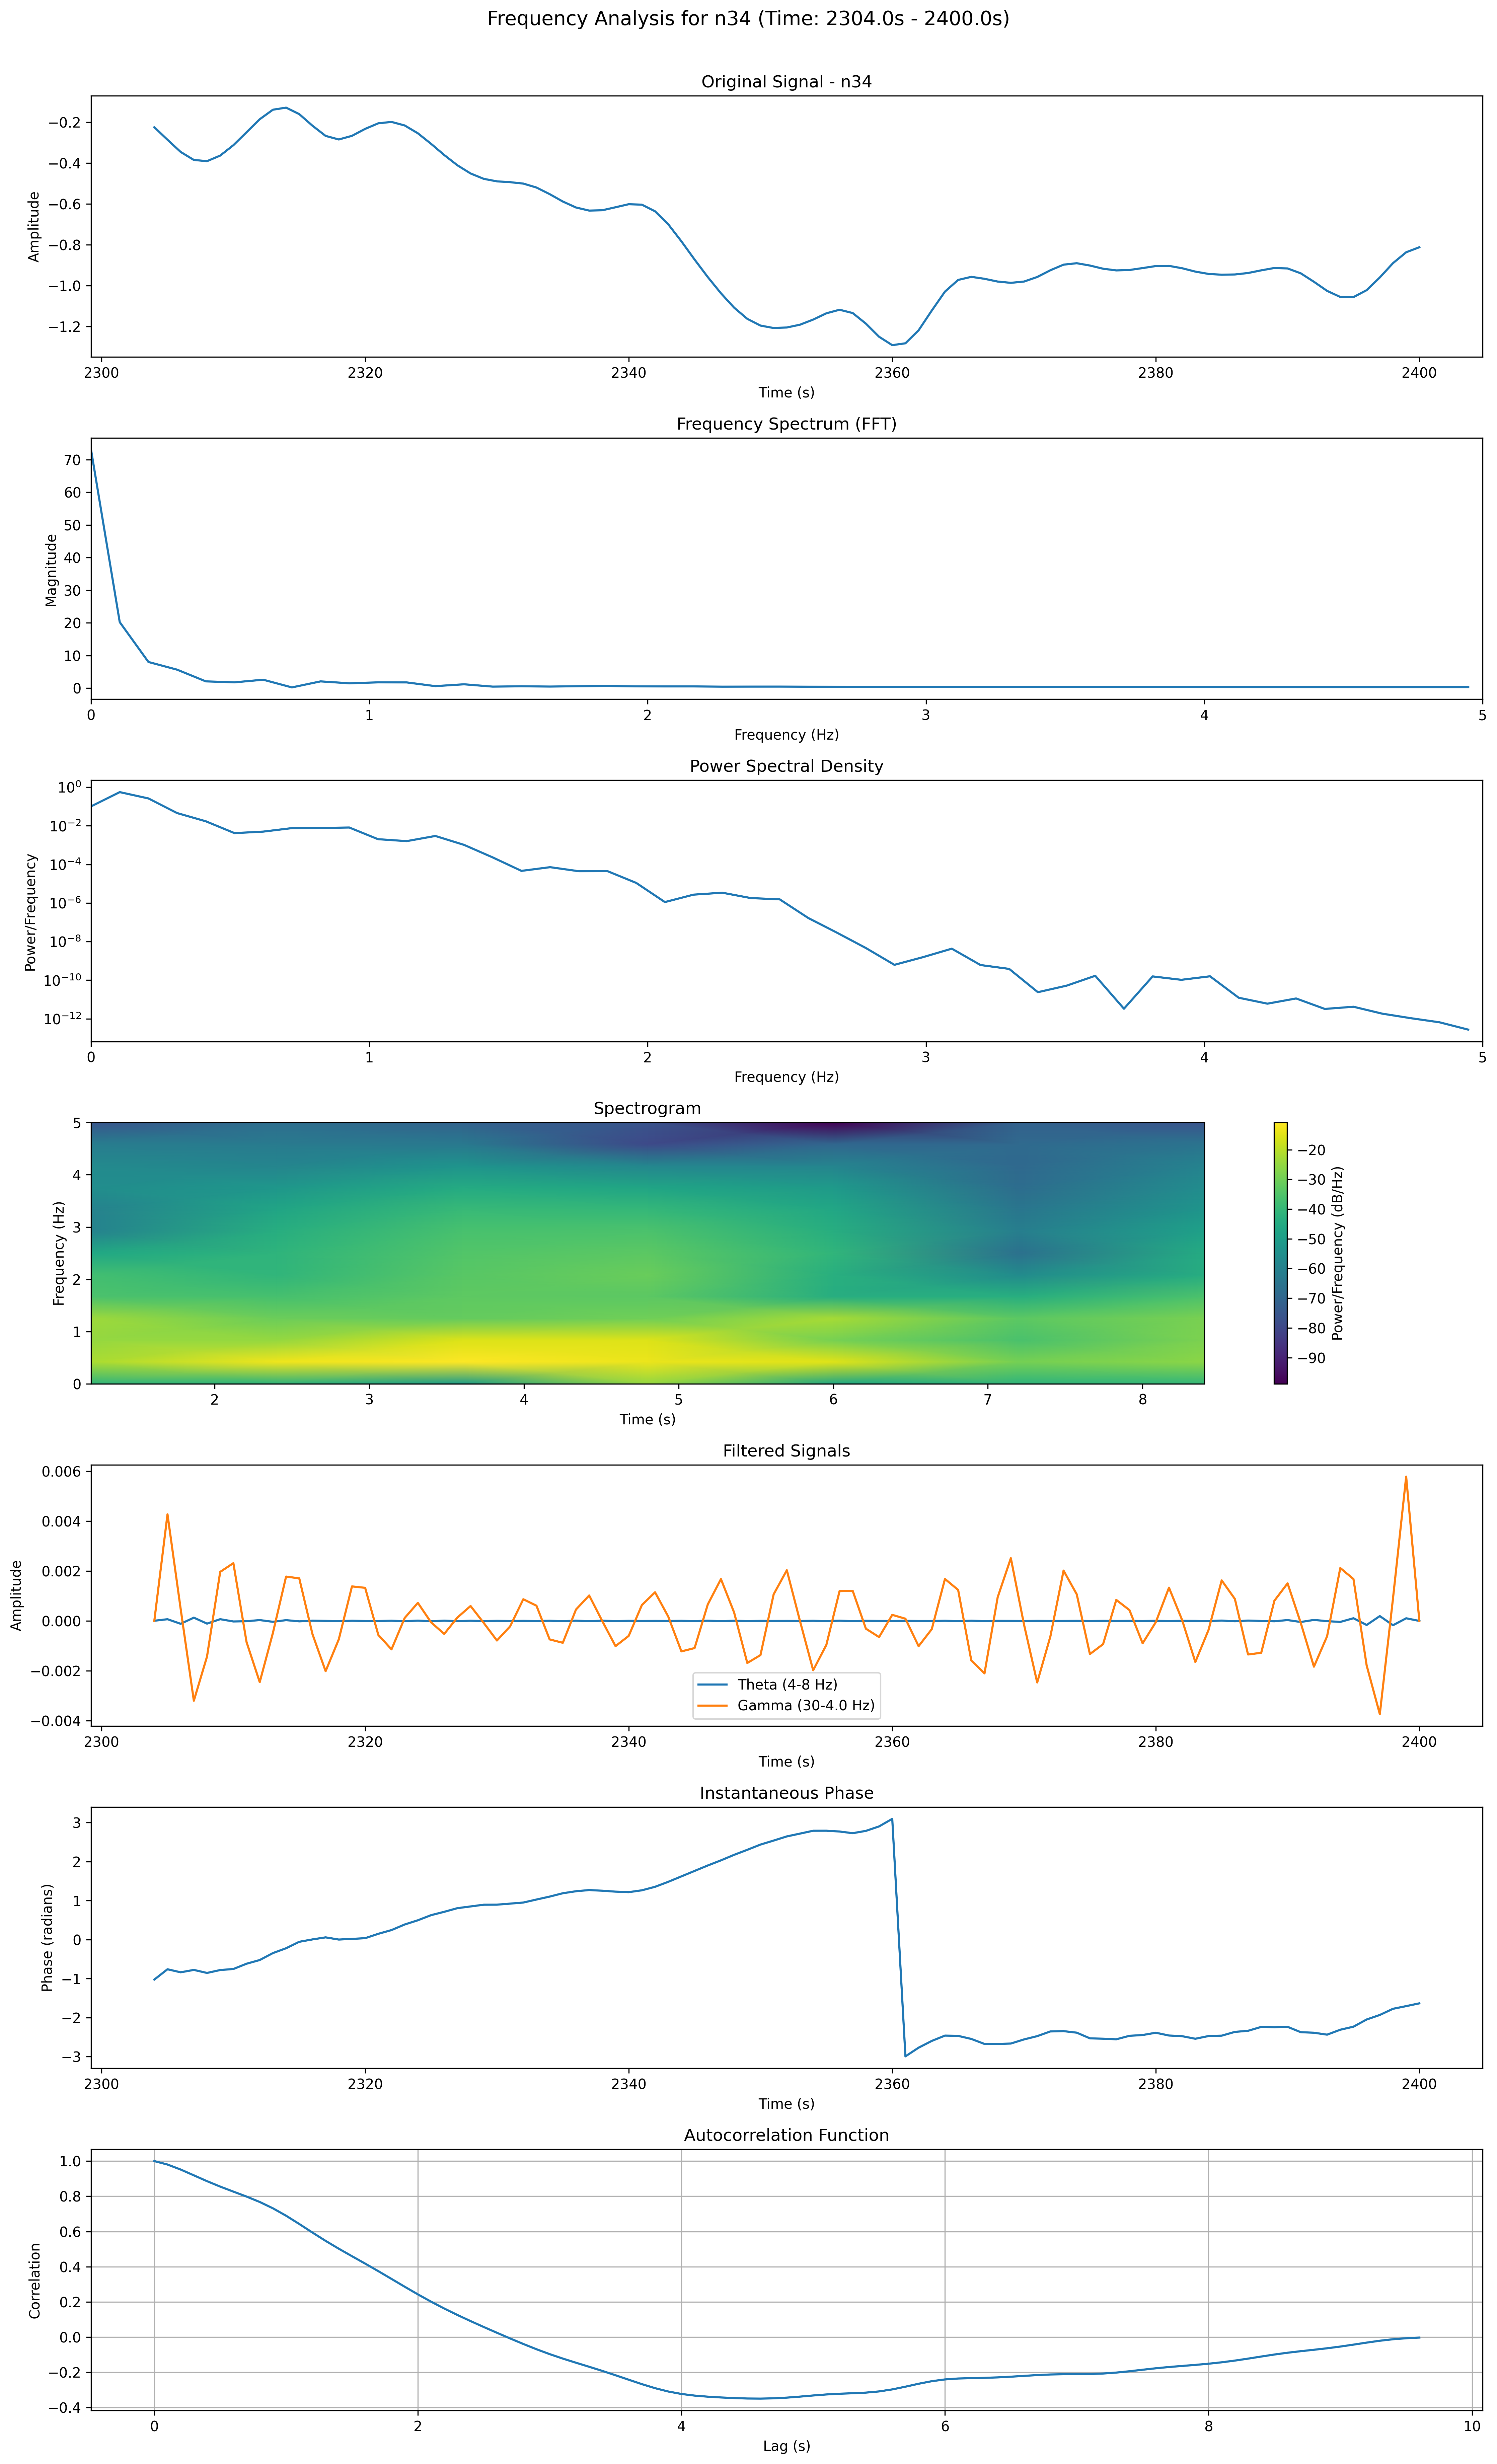 Frequency Analysis for n34 (Time: 2304.0s - 2400.0s)
Original Signal - n34
Amplitude
−0.2
−0.4
−0.6
−0.8
−1.0
−1.2
2300 2320 2340 2360 2380 2400
Time (s)
Frequency Spectrum (FFT)
Magnitude
70
60
50
40
30
20
10
0
0 1 2 3 4 5
Frequency (Hz)
Power Spectral Density
Power/Frequency
10⁰
10⁻²
10⁻⁴
10⁻⁶
10⁻⁸
10⁻¹⁰
10⁻¹²
0 1 2 3 4 5
Frequency (Hz)
Spectrogram
Frequency (Hz)
5
4
3
2
1
0
2 3 4 5 6 7 8
Time (s)
−20
−30
−40
−50
−60
−70
−80
−90
Power/Frequency (dB/Hz)
Filtered Signals
Amplitude
0.006
0.004
0.002
0.000
−0.002
−0.004
Theta (4-8 Hz)
Gamma (30-4.0 Hz)
2300 2320 2340 2360 2380 2400
Time (s)
Instantaneous Phase
Phase (radians)
3
2
1
0
−1
−2
−3
2300 2320 2340 2360 2380 2400
Time (s)
Autocorrelation Function
Correlation
1.0
0.8
0.6
0.4
0.2
0.0
−0.2
−0.4
0 2 4 6 8 10
Lag (s)